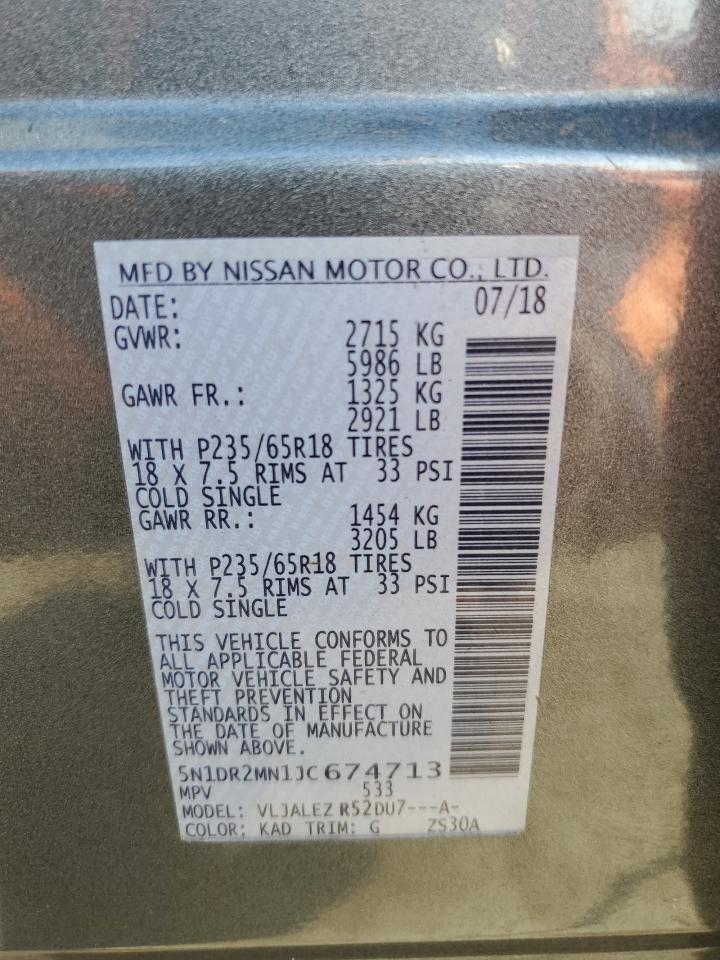 MFD BY NISSAN MOTOR CO., LTD.
DATE: 07/18
GVWR: 2715 KG
5986 LB
GAWR FR.: 1325 KG
2921 LB
WITH P235/65R18 TIRES
18 X 7.5 RIMS AT 33 PSI
COLD SINGLE
GAWR RR.: 1454 KG
3205 LB
WITH P235/65R18 TIRES
18 X 7.5 RIMS AT 33 PSI
COLD SINGLE
THIS VEHICLE CONFORMS TO
ALL APPLICABLE FEDERAL
MOTOR VEHICLE SAFETY AND
THEFT PREVENTION
STANDARDS IN EFFECT ON
THE DATE OF MANUFACTURE
SHOWN ABOVE.
5N1DR2MN1JC674713
MPV 533
MODEL: VLJALEZ R52DU7---A-
COLOR: KAD TRIM: G ZS30A